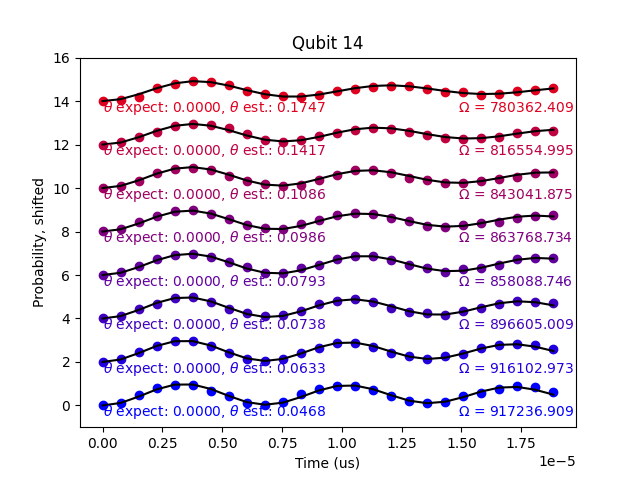 Qubit 14
Probability, shifted
16
14
θ expect: 0.0000, θ est.: 0.1747 Ω = 780362.409
12
θ expect: 0.0000, θ est.: 0.1417 Ω = 816554.995
10
θ expect: 0.0000, θ est.: 0.1086 Ω = 843041.875
8
θ expect: 0.0000, θ est.: 0.0986 Ω = 863768.734
6
θ expect: 0.0000, θ est.: 0.0793 Ω = 858088.746
4
θ expect: 0.0000, θ est.: 0.0738 Ω = 896605.009
2
θ expect: 0.0000, θ est.: 0.0633 Ω = 916102.973
0
θ expect: 0.0000, θ est.: 0.0468 Ω = 917236.909
0.00 0.25 0.50 0.75 1.00 1.25 1.50 1.75
1e−5
Time (us)